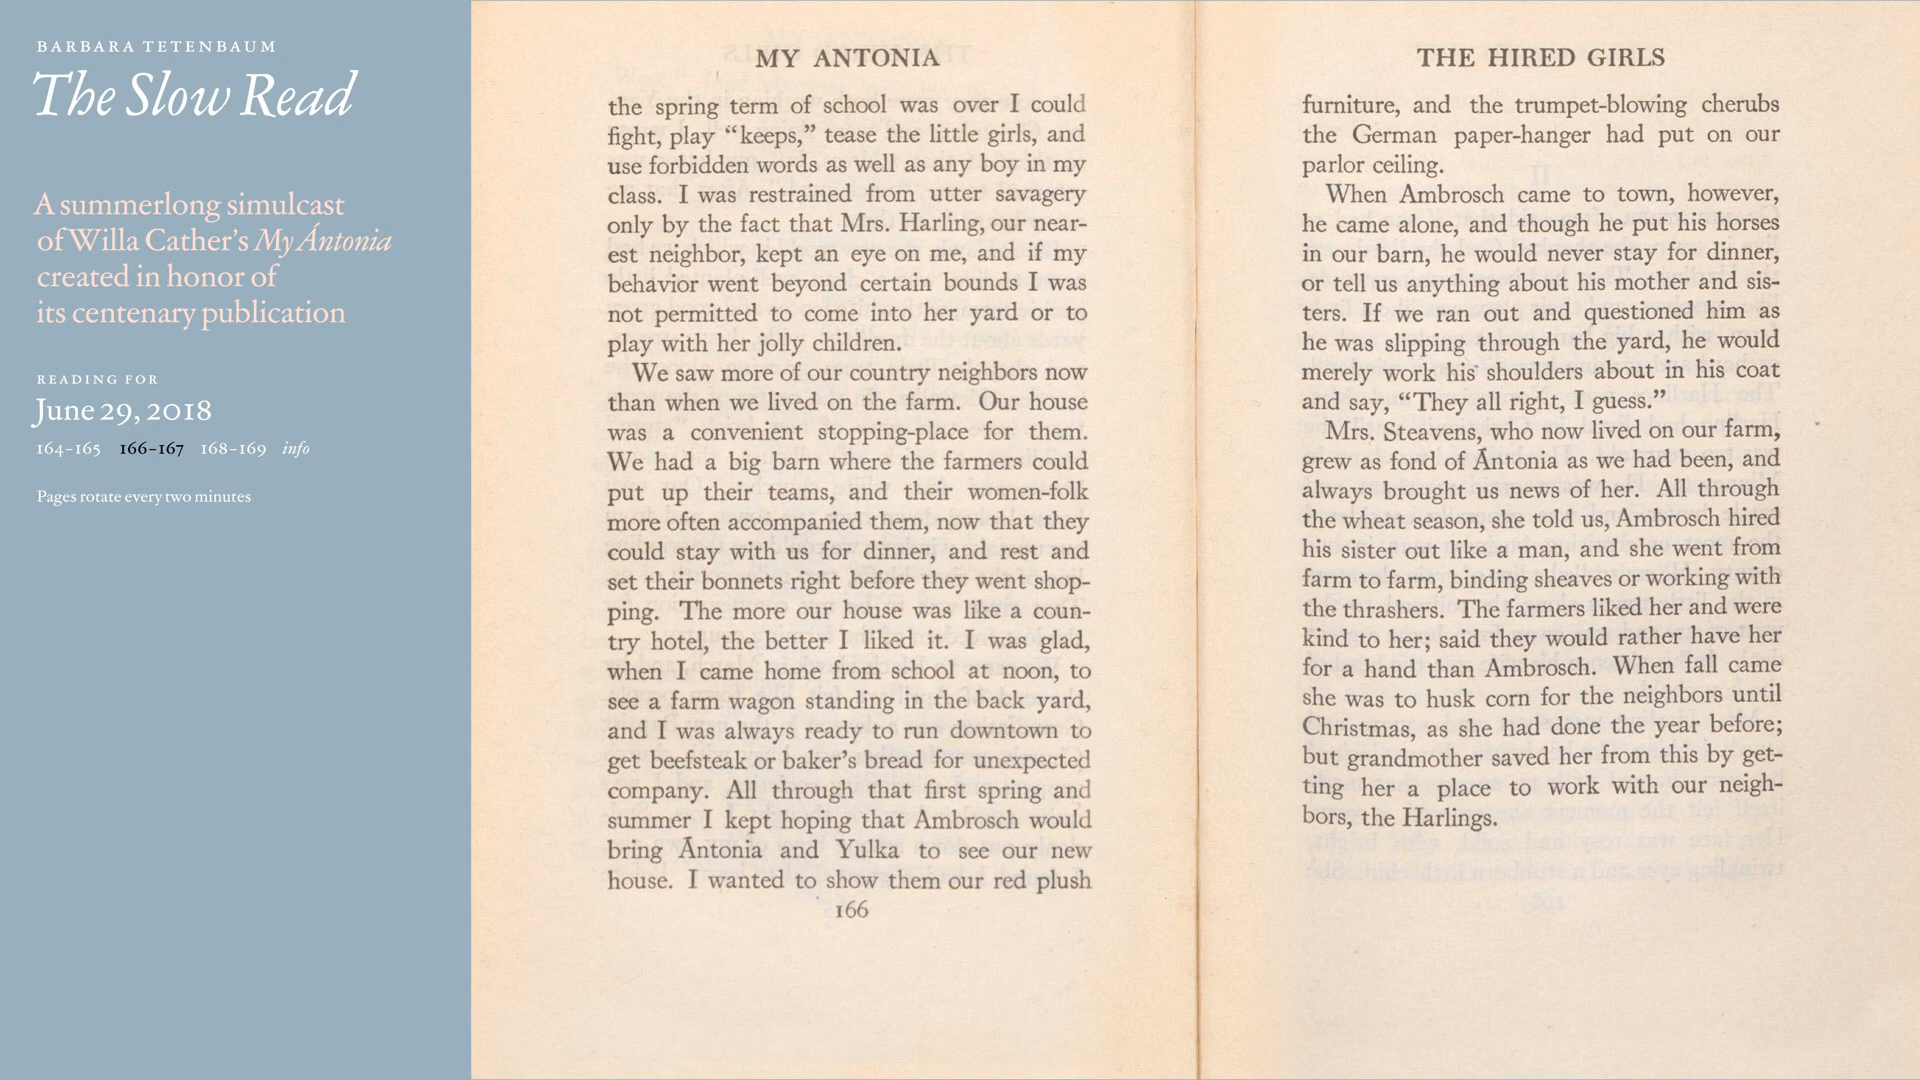 BARBARA TETENBAUM
The Slow Read
A summerlong simulcast
of Willa Cather's My Ántonia
created in honor of
its centenary publication
READING FOR
June 29, 2018
164–165 166–167 168–169 info
Pages rotate every two minutes
MY ANTONIA
the spring term of school was over I could
fight, play “keeps,” tease the little girls, and
use forbidden words as well as any boy in my
class. I was restrained from utter savagery
only by the fact that Mrs. Harling, our near-
est neighbor, kept an eye on me, and if my
behavior went beyond certain bounds I was
not permitted to come into her yard or to
play with her jolly children.
We saw more of our country neighbors now
than when we lived on the farm. Our house
was a convenient stopping-place for them.
We had a big barn where the farmers could
put up their teams, and their women-folk
more often accompanied them, now that they
could stay with us for dinner, and rest and
set their bonnets right before they went shop-
ping. The more our house was like a coun-
try hotel, the better I liked it. I was glad,
when I came home from school at noon, to
see a farm wagon standing in the back yard,
and I was always ready to run downtown to
get beefsteak or baker's bread for unexpected
company. All through that first spring and
summer I kept hoping that Ambrosch would
bring Ántonia and Yulka to see our new
house. I wanted to show them our red plush
166
THE HIRED GIRLS
furniture, and the trumpet-blowing cherubs
the German paper-hanger had put on our
parlor ceiling.
When Ambrosch came to town, however,
he came alone, and though he put his horses
in our barn, he would never stay for dinner,
or tell us anything about his mother and sis-
ters. If we ran out and questioned him as
he was slipping through the yard, he would
merely work his shoulders about in his coat
and say, “They all right, I guess.”
Mrs. Steavens, who now lived on our farm,
grew as fond of Ántonia as we had been, and
always brought us news of her. All through
the wheat season, she told us, Ambrosch hired
his sister out like a man, and she went from
farm to farm, binding sheaves or working with
the thrashers. The farmers liked her and were
kind to her; said they would rather have her
for a hand than Ambrosch. When fall came
she was to husk corn for the neighbors until
Christmas, as she had done the year before;
but grandmother saved her from this by get-
ting her a place to work with our neigh-
bors, the Harlings.